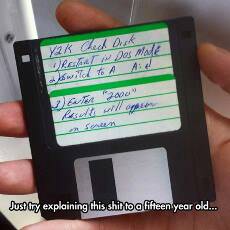 Y2K Check Disk
1) Restart in Dos Mode
2) Switch to A A:\
3) Enter "2000"
Results will appear
on screen
Just try explaining this shit to a fifteen year old...